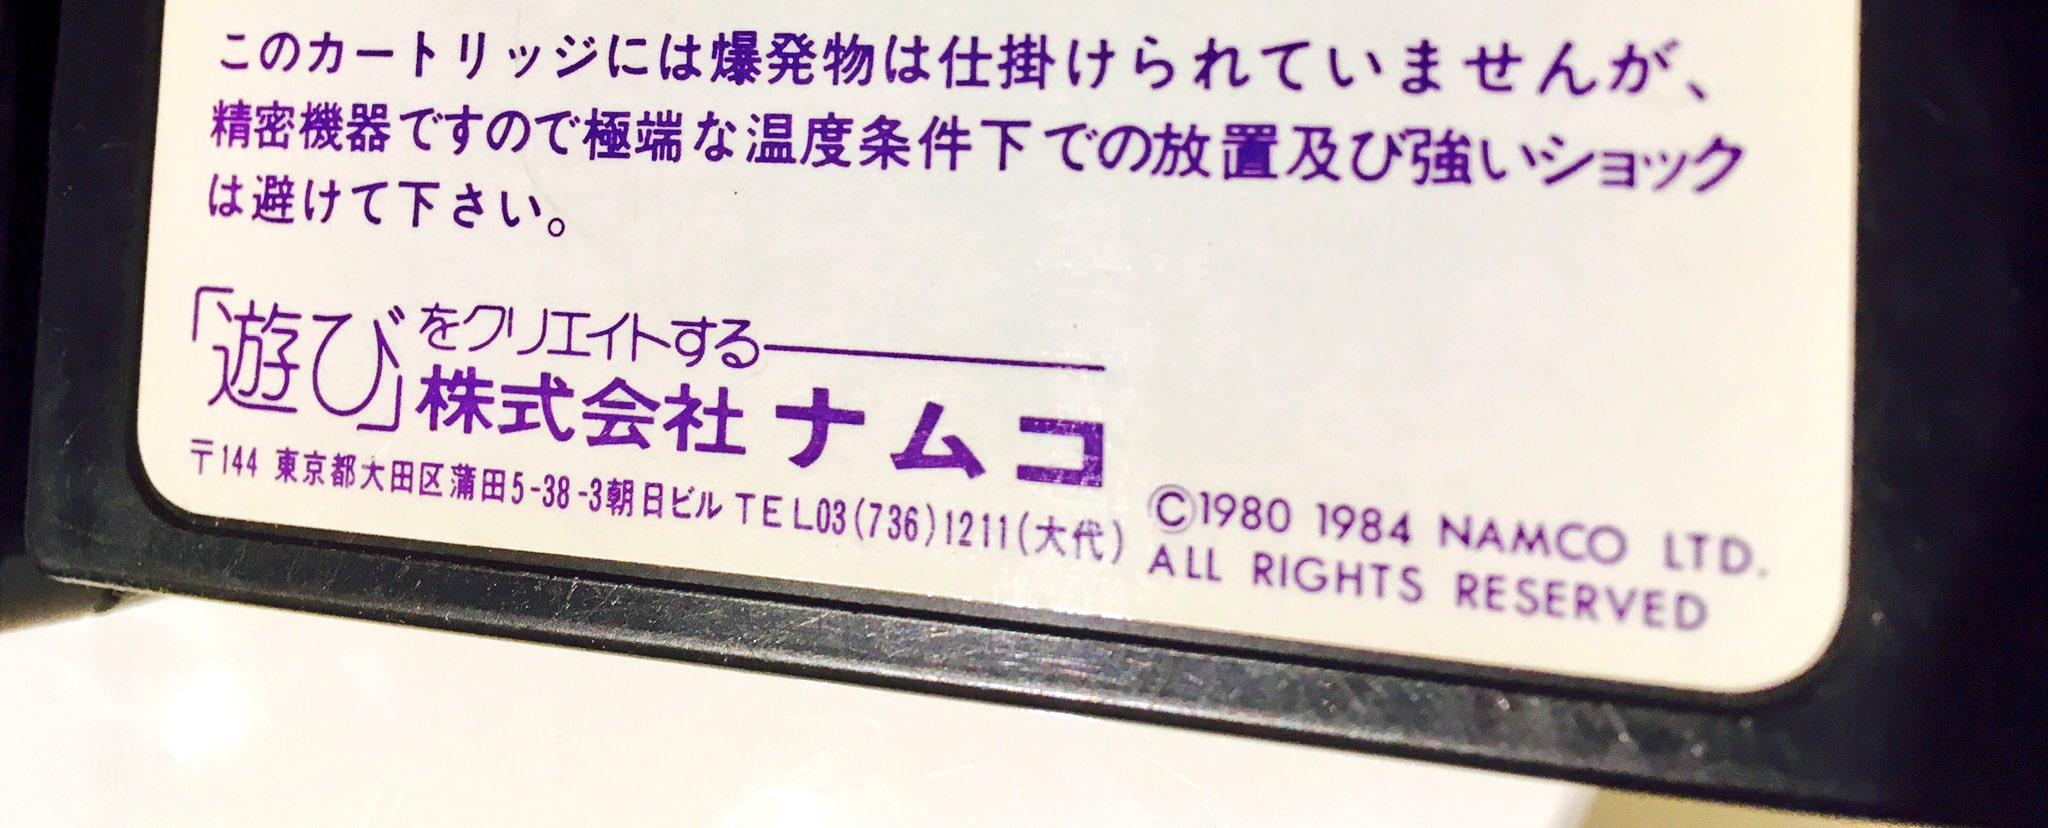 このカートリッジには爆発物は仕掛けられていませんが、
精密機器ですので極端な温度条件下での放置及び強いショック
は避けて下さい。
「遊び」をクリエイトする
株式会社 ナムコ
〒144 東京都大田区蒲田5-38-3朝日ビル TEL03(736)1211(大代)
©1980 1984 NAMCO LTD.
ALL RIGHTS RESERVED